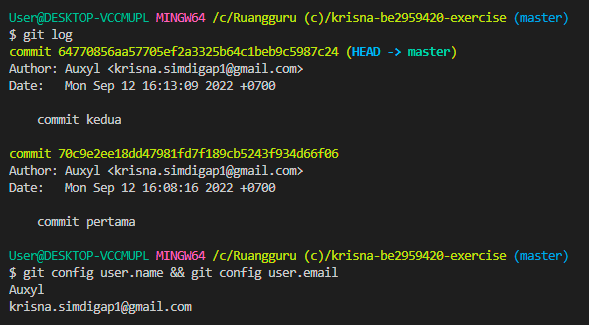 User@DESKTOP-VCCMUPL MINGW64 /c/Ruangguru (c)/krisna-be2959420-exercise (master)
$ git log
commit 64770856aa57705ef2a3325b64c1beb9c5987c24 (HEAD -> master)
Author: Auxyl <krisna.simdigap1@gmail.com>
Date:   Mon Sep 12 16:13:09 2022 +0700
    commit kedua
commit 70c9e2ee18dd47981fd7f189cb5243f934d66f06
Author: Auxyl <krisna.simdigap1@gmail.com>
Date:   Mon Sep 12 16:08:16 2022 +0700
    commit pertama
User@DESKTOP-VCCMUPL MINGW64 /c/Ruangguru (c)/krisna-be2959420-exercise (master)
$ git config user.name && git config user.email
Auxyl
krisna.simdigap1@gmail.com